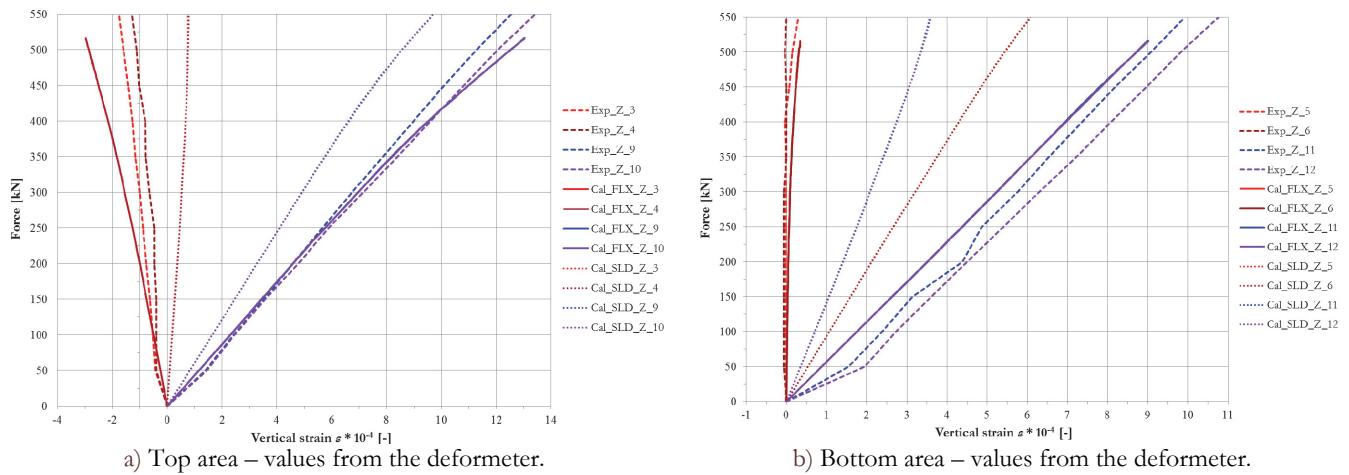 550
500
450
400
350
300
250
200
150
100
50
0
Force [kN]
-4 -2 0 2 4 6 8 10 12 14
Vertical strain ε * 10⁻⁴ [-]
Exp_Z_3
Exp_Z_4
Exp_Z_9
Exp_Z_10
Cal_FLX_Z_3
Cal_FLX_Z_4
Cal_FLX_Z_9
Cal_FLX_Z_10
Cal_SLD_Z_3
Cal_SLD_Z_4
Cal_SLD_Z_9
Cal_SLD_Z_10
a) Top area – values from the deformeter.
550
500
450
400
350
300
250
200
150
100
50
0
Force [kN]
-1 0 1 2 3 4 5 6 7 8 9 10 11
Vertical strain ε * 10⁻⁴ [-]
Exp_Z_5
Exp_Z_6
Exp_Z_11
Exp_Z_12
Cal_FLX_Z_5
Cal_FLX_Z_6
Cal_FLX_Z_11
Cal_FLX_Z_12
Cal_SLD_Z_5
Cal_SLD_Z_6
Cal_SLD_Z_11
Cal_SLD_Z_12
b) Bottom area – values from the deformeter.